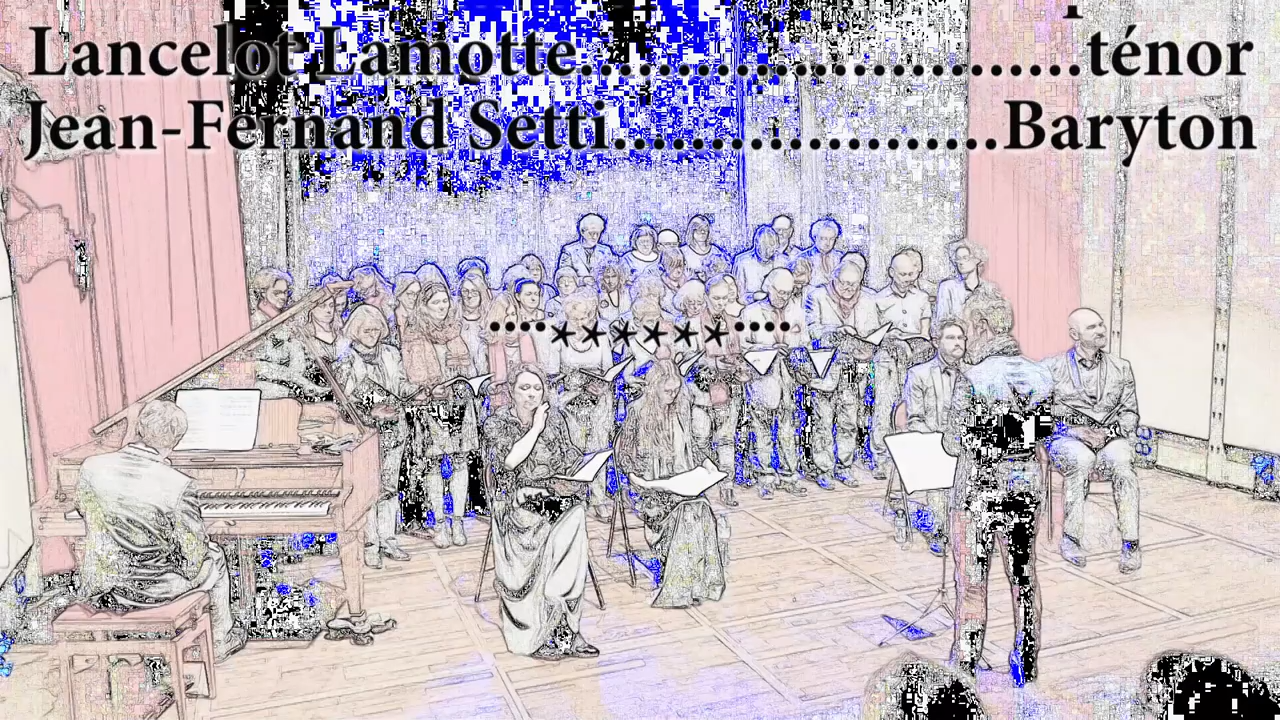 Lancelot Lamotte..........................ténor
Jean-Fernand Setti....................Baryton
····******····